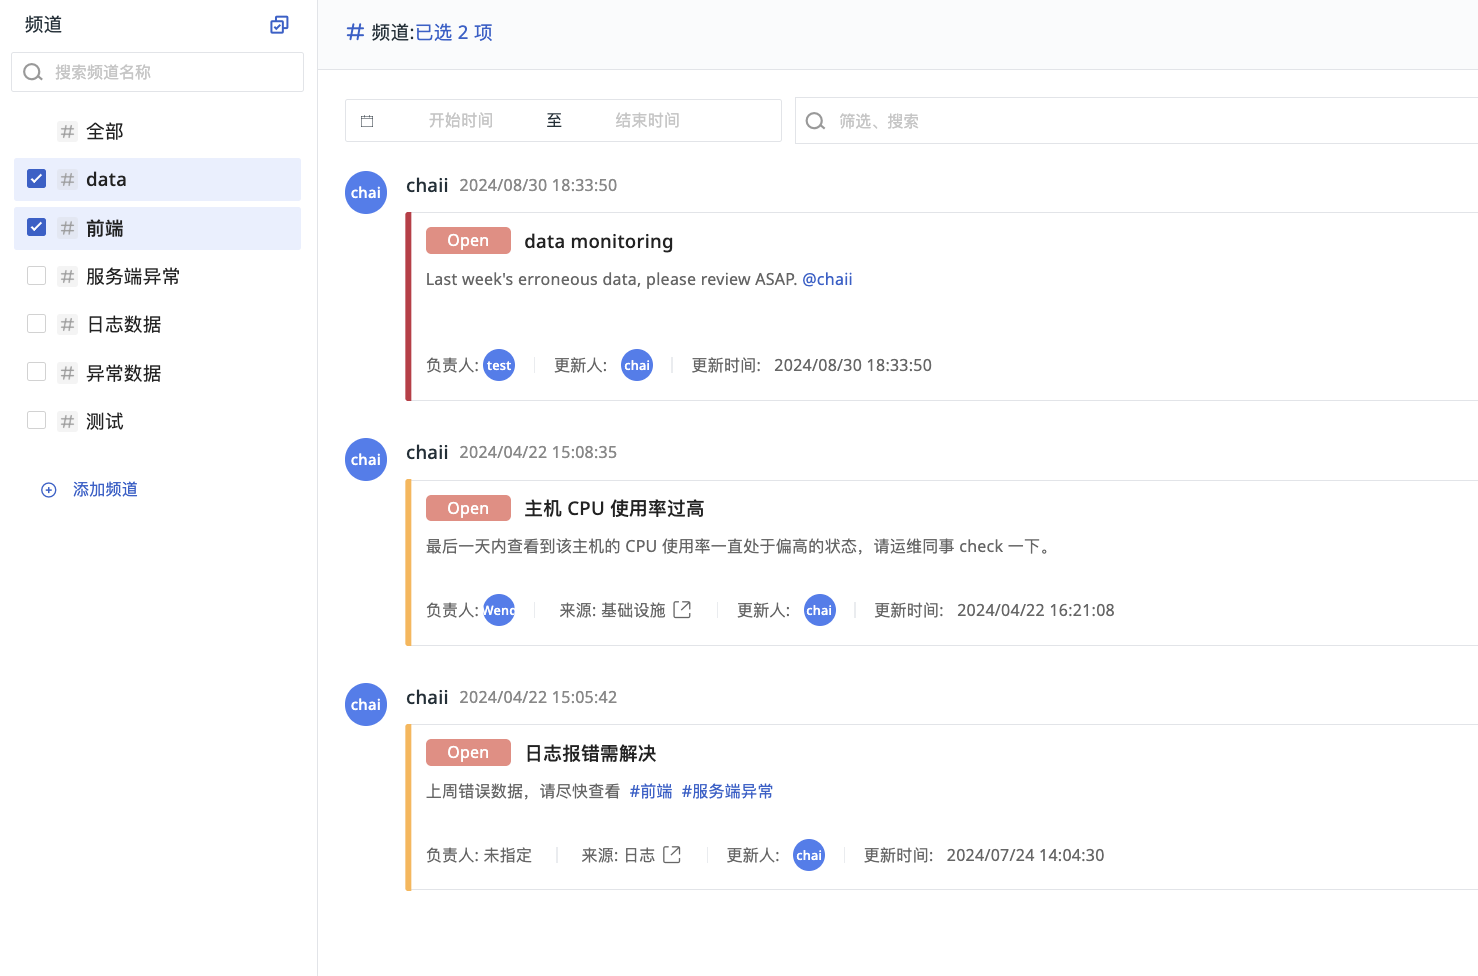 频道
搜索频道名称
# 全部
# data
# 前端
# 服务端异常
# 日志数据
# 异常数据
# 测试
添加频道
# 频道:已选 2 项
开始时间 至 结束时间
筛选、搜索
chai chaii 2024/08/30 18:33:50
Open data monitoring
Last week's erroneous data, please review ASAP. @chaii
负责人: test 更新人: chai 更新时间: 2024/08/30 18:33:50
chai chaii 2024/04/22 15:08:35
Open 主机 CPU 使用率过高
最后一天内查看到该主机的 CPU 使用率一直处于偏高的状态，请运维同事 check 一下。
负责人: 来源: 基础设施 更新人: chai 更新时间: 2024/04/22 16:21:08
chai chaii 2024/04/22 15:05:42
Open 日志报错需解决
上周错误数据，请尽快查看 #前端 #服务端异常
负责人: 未指定 来源: 日志 更新人: chai 更新时间: 2024/07/24 14:04:30